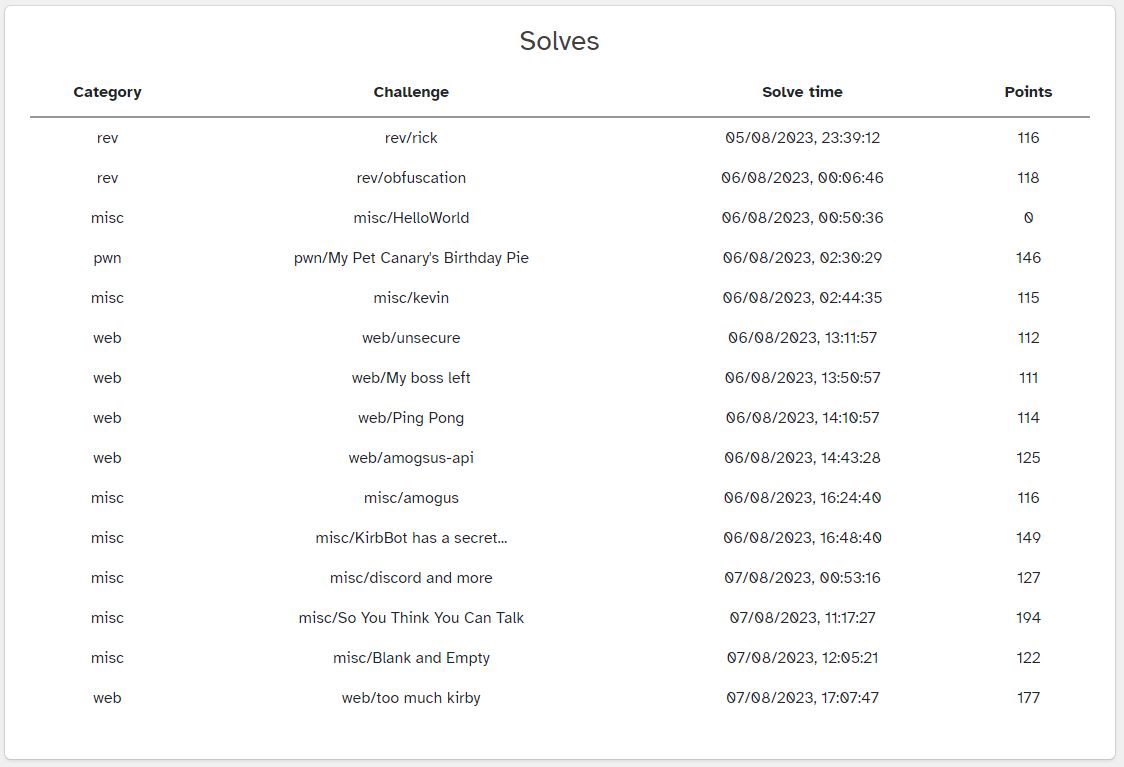 Solves
Category Challenge Solve time Points
rev rev/rick 05/08/2023, 23:39:12 116
rev rev/obfuscation 06/08/2023, 00:06:46 118
misc misc/HelloWorld 06/08/2023, 00:50:36 0
pwn pwn/My Pet Canary's Birthday Pie 06/08/2023, 02:30:29 146
misc misc/kevin 06/08/2023, 02:44:35 115
web web/unsecure 06/08/2023, 13:11:57 112
web web/My boss left 06/08/2023, 13:50:57 111
web web/Ping Pong 06/08/2023, 14:10:57 114
web web/amogsus-api 06/08/2023, 14:43:28 125
misc misc/amogus 06/08/2023, 16:24:40 116
misc misc/KirbBot has a secret... 06/08/2023, 16:48:40 149
misc misc/discord and more 07/08/2023, 00:53:16 127
misc misc/So You Think You Can Talk 07/08/2023, 11:17:27 194
misc misc/Blank and Empty 07/08/2023, 12:05:21 122
web web/too much kirby 07/08/2023, 17:07:47 177